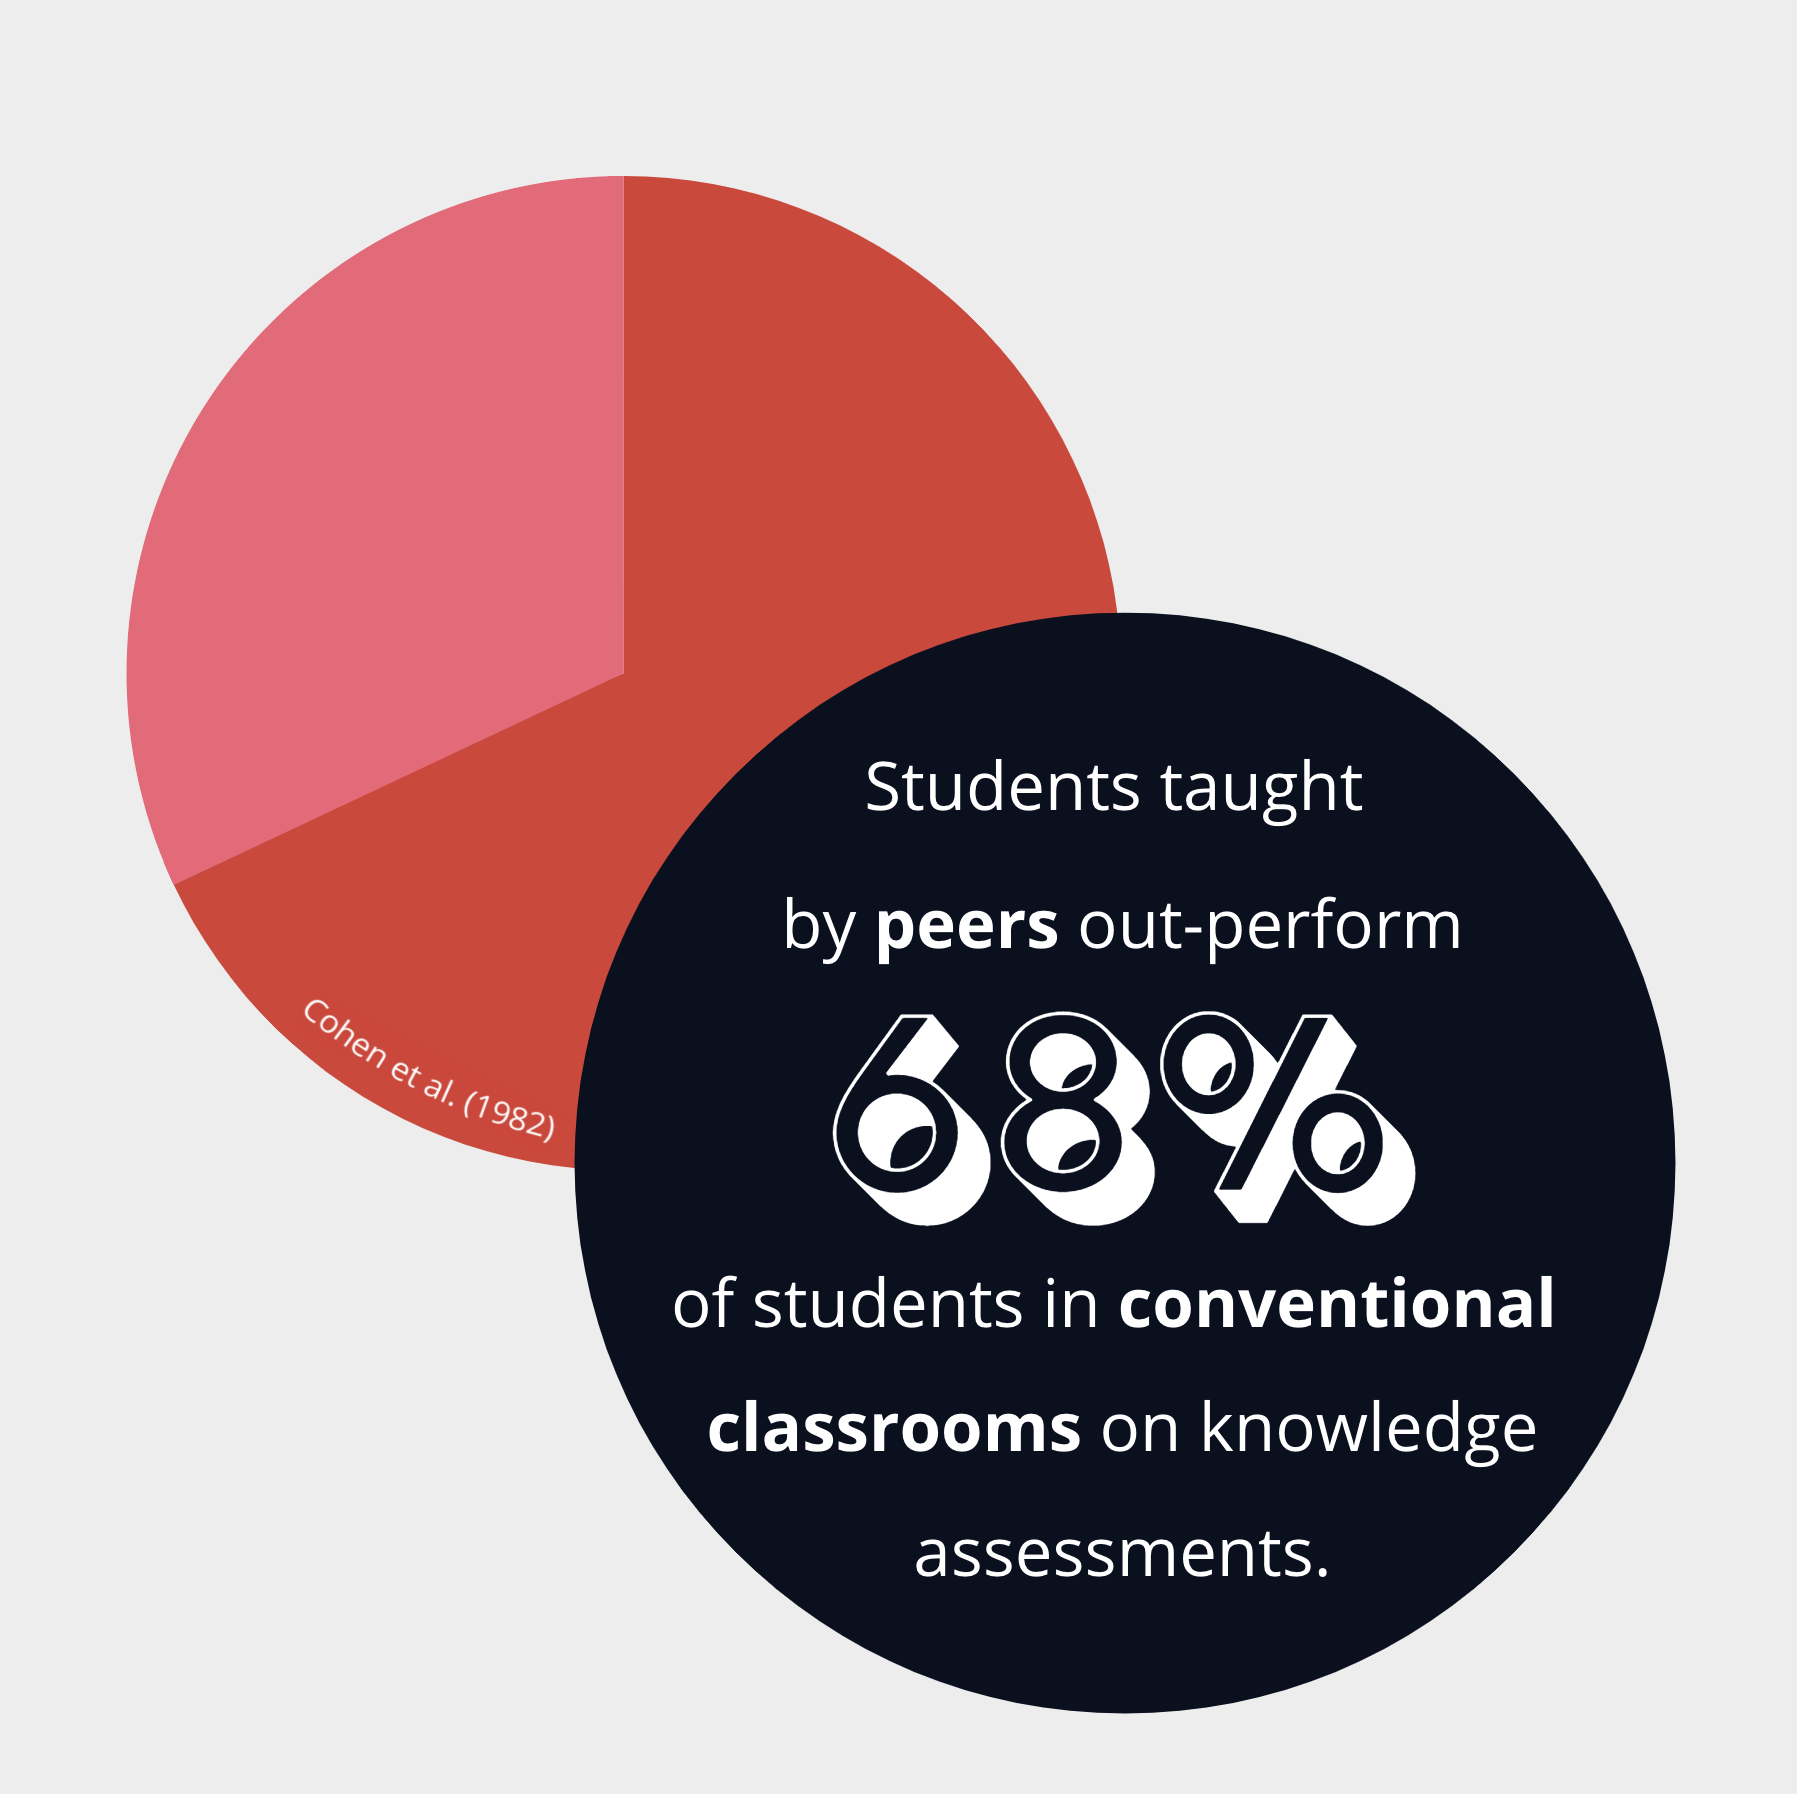 Students taught
by peers out-perform
68%
of students in conventional
classrooms on knowledge
assessments.
Cohen et al. (1982)